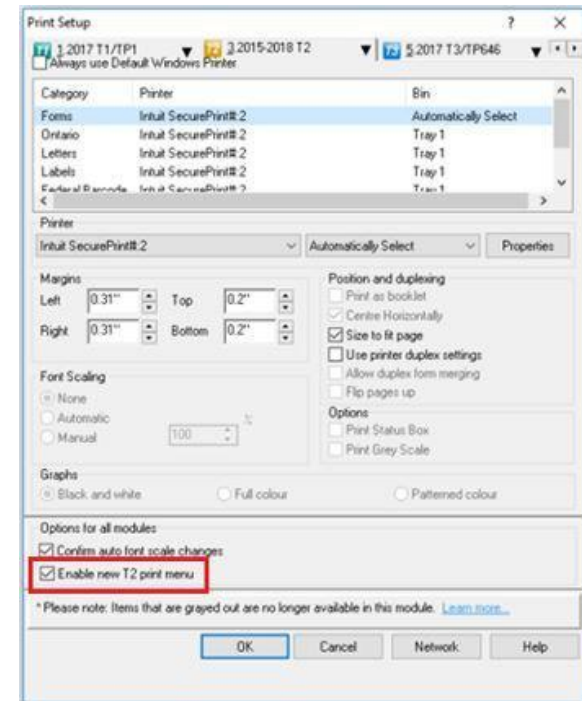 Print Setup ? ×
1:2017 T1/TP1 3:2015-2018 T2 5:2017 T3/TP646
Always use Default Windows Printer
Category Printer Bin
Forms Intuit SecurePrint#:2 Automatically Select
Ontario Intuit SecurePrint#:2 Tray 1
Letters Intuit SecurePrint#:2 Tray 1
Labels Intuit SecurePrint#:2 Tray 1
Federal Barcode Intuit SecurePrint#:2 Tray 1
Printer
Intuit SecurePrint#:2 Automatically Select Properties
Margins Position and duplexing
Left 0.31" Top 0.2" Print as booklet
Centre Horizontally
Right 0.31" Bottom 0.2" Size to fit page
Use printer duplex settings
Font Scaling Allow duplex form merging
None Flip pages up
Automatic % Options
Manual 100 Print Status Box
Print Grey Scale
Graphs
Black and white Full colour Patterned colour
Options for all modules
Confirm auto font scale changes
Enable new T2 print menu
* Please note: Items that are grayed out are no longer available in this module. Learn more...
OK Cancel Network Help